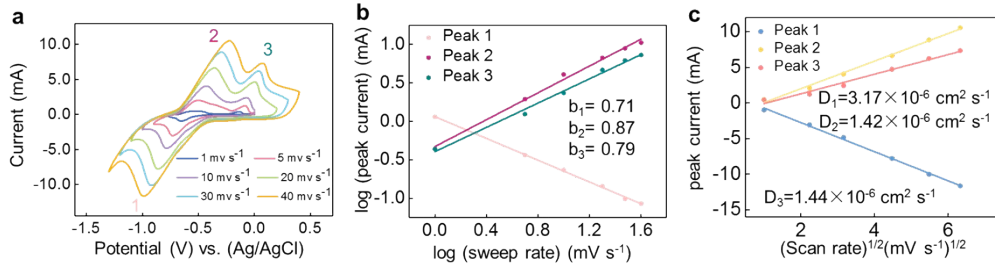 a
2
3
1
10.0
5.0
0.0
-5.0
-10.0
Current (mA)
1 mv s⁻¹
5 mv s⁻¹
10 mv s⁻¹
20 mv s⁻¹
30 mv s⁻¹
40 mv s⁻¹
-1.5 -1.0 -0.5 0.0 0.5
Potential (V) vs. (Ag/AgCl)
b
Peak 1
Peak 2
Peak 3
b₁= 0.71
b₂= 0.87
b₃= 0.79
1.0
0.5
0.0
-0.5
-1.0
log (peak current) (mA)
0.0 0.4 0.8 1.2 1.6
log (sweep rate) (mV s⁻¹)
c
Peak 1
Peak 2
Peak 3
D₁=3.17×10⁻⁶ cm² s⁻¹
D₂=1.42×10⁻⁶ cm² s⁻¹
D₃=1.44×10⁻⁶ cm² s⁻¹
10
5
0
-5
-10
-15
peak current (mA)
2 4 6
(Scan rate)¹ᐟ²(mV s⁻¹)¹ᐟ²